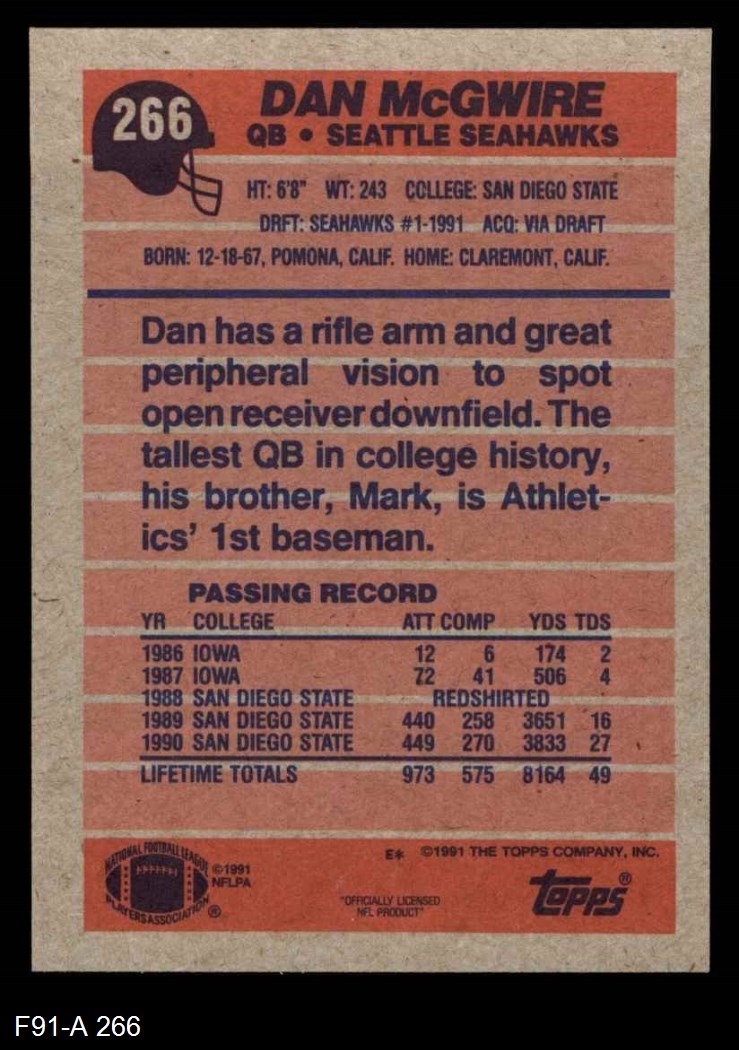 266
DAN McGWIRE
QB • SEATTLE SEAHAWKS
HT: 6'8" WT: 243 COLLEGE: SAN DIEGO STATE
DRFT: SEAHAWKS #1-1991 ACQ: VIA DRAFT
BORN: 12-18-67, POMONA, CALIF. HOME: CLAREMONT, CALIF.
Dan has a rifle arm and great
peripheral vision to spot
open receiver downfield. The
tallest QB in college history,
his brother, Mark, is Athlet-
ics' 1st baseman.
PASSING RECORD
YR COLLEGE ATT COMP YDS TDS
1986 IOWA 12 6 174 2
1987 IOWA 72 41 506 4
1988 SAN DIEGO STATE REDSHIRTED
1989 SAN DIEGO STATE 440 258 3651 16
1990 SAN DIEGO STATE 449 270 3833 27
LIFETIME TOTALS 973 575 8164 49
NATIONAL FOOTBALL LEAGUE
PLAYERS ASSOCIATION ®
©1991
NFLPA
E* ©1991 THE TOPPS COMPANY, INC.
"OFFICIALLY LICENSED
NFL PRODUCT"
topps®
F91-A 266